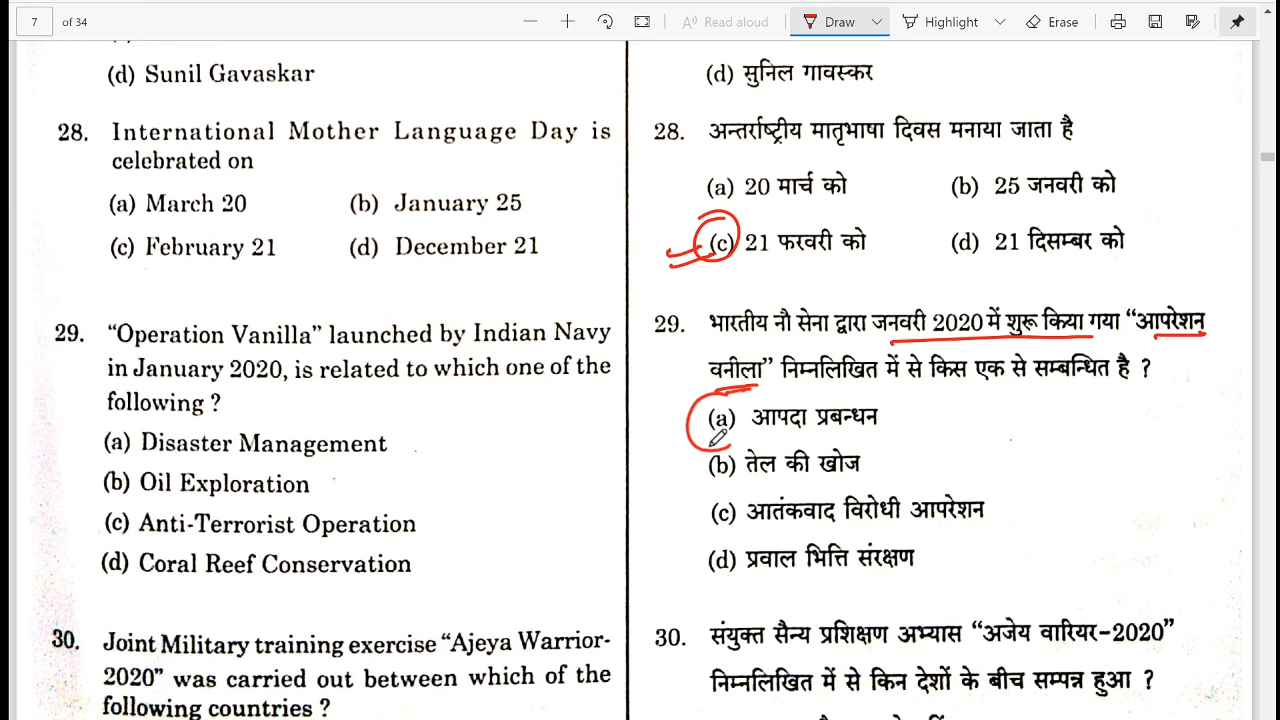 7 of 34 Read aloud Draw Highlight Erase
(d) Sunil Gavaskar
28. International Mother Language Day is
celebrated on
(a) March 20 (b) January 25
(c) February 21 (d) December 21
29. “Operation Vanilla” launched by Indian Navy
in January 2020, is related to which one of the
following ?
(a) Disaster Management
(b) Oil Exploration
(c) Anti-Terrorist Operation
(d) Coral Reef Conservation
30. Joint Military training exercise “Ajeya Warrior-
2020” was carried out between which of the
following countries ?
(d) सुनिल गावस्कर
28. अन्तर्राष्ट्रीय मातृभाषा दिवस मनाया जाता है
(a) 20 मार्च को (b) 25 जनवरी को
(c) 21 फरवरी को (d) 21 दिसम्बर को
29. भारतीय नौ सेना द्वारा जनवरी 2020 में शुरू किया गया “आपरेशन
वनीला” निम्नलिखित में से किस एक से सम्बन्धित है ?
(a) आपदा प्रबन्धन
(b) तेल की खोज
(c) आतंकवाद विरोधी आपरेशन
(d) प्रवाल भित्ति संरक्षण
30. संयुक्त सैन्य प्रशिक्षण अभ्यास “अजेय वारियर-2020”
निम्नलिखित में से किन देशों के बीच सम्पन्न हुआ ?